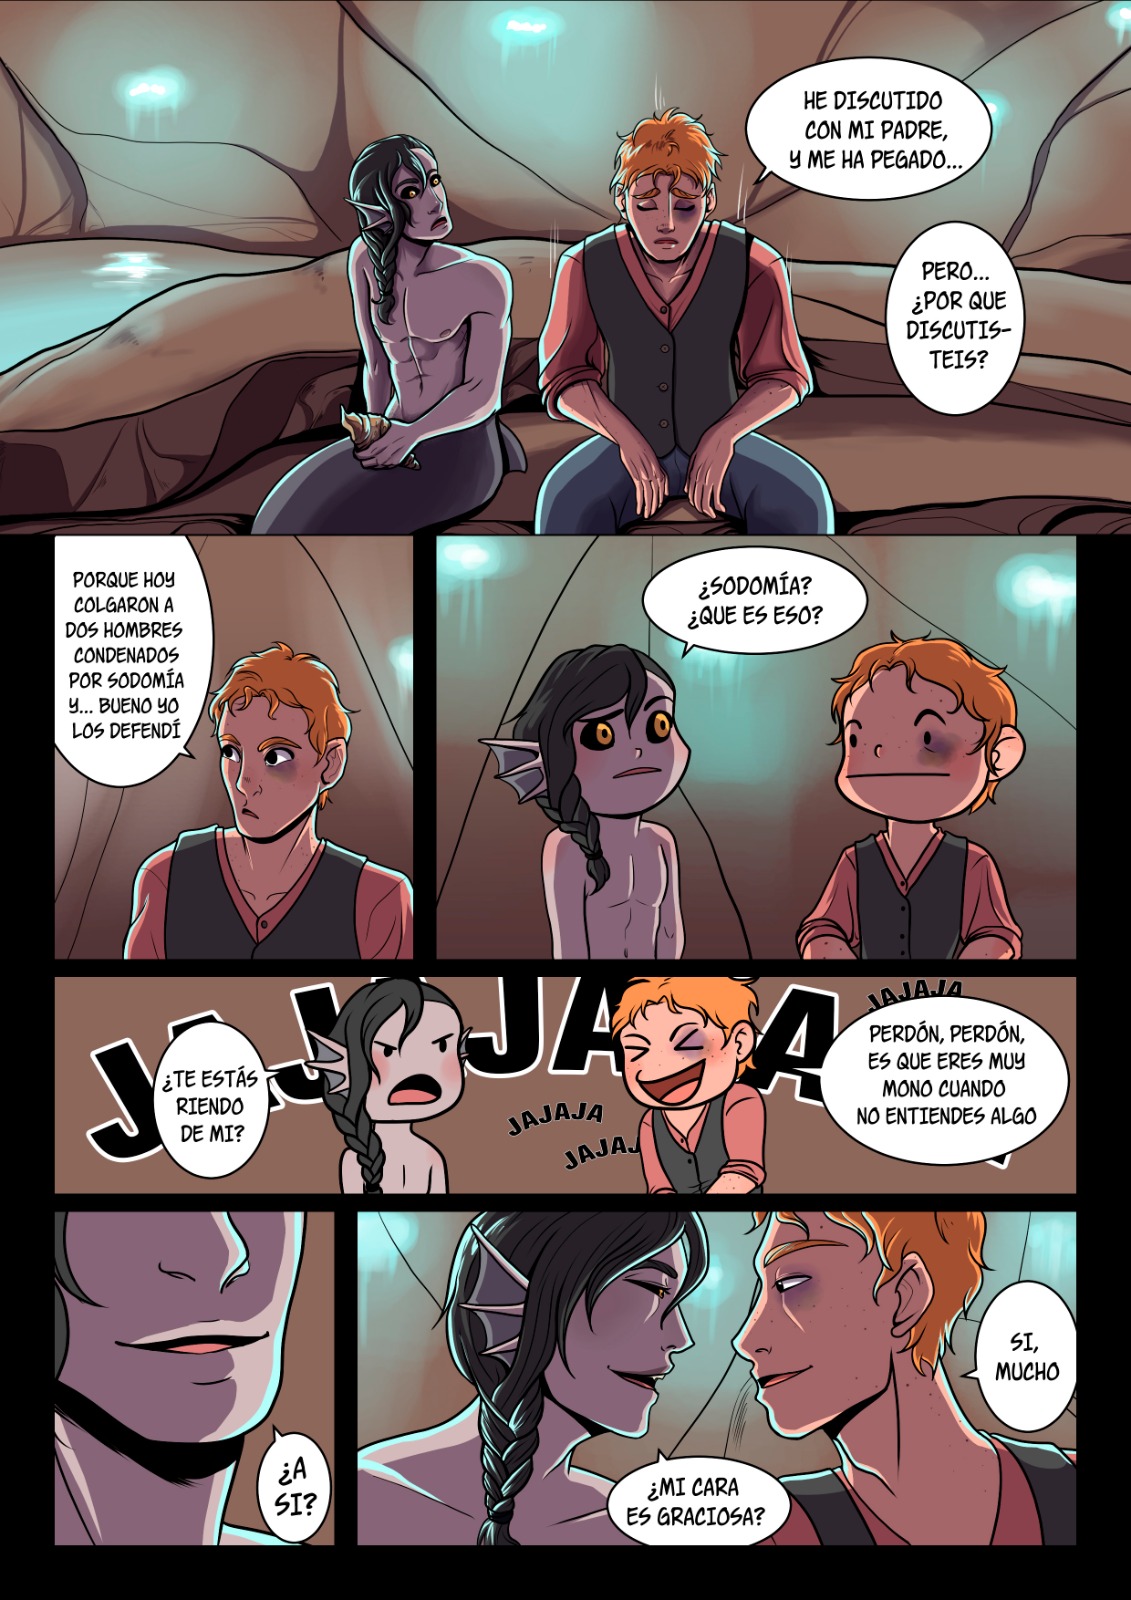 HE DISCUTIDO
CON MI PADRE,
Y ME HA PEGADO...
PERO...
¿POR QUE
DISCUTIS-
TEIS?
PORQUE HOY
COLGARON A
DOS HOMBRES
CONDENADOS
POR SODOMÍA
Y... BUENO YO
LOS DEFENDÍ
¿SODOMÍA?
¿QUE ES ESO?
JAJAJAJA
¿TE ESTÁS
RIENDO
DE MI?
JAJAJA
JAJAJ
JAJAJA
PERDÓN, PERDÓN,
ES QUE ERES MUY
MONO CUANDO
NO ENTIENDES ALGO
¿A
SI?
¿MI CARA
ES GRACIOSA?
SI,
MUCHO